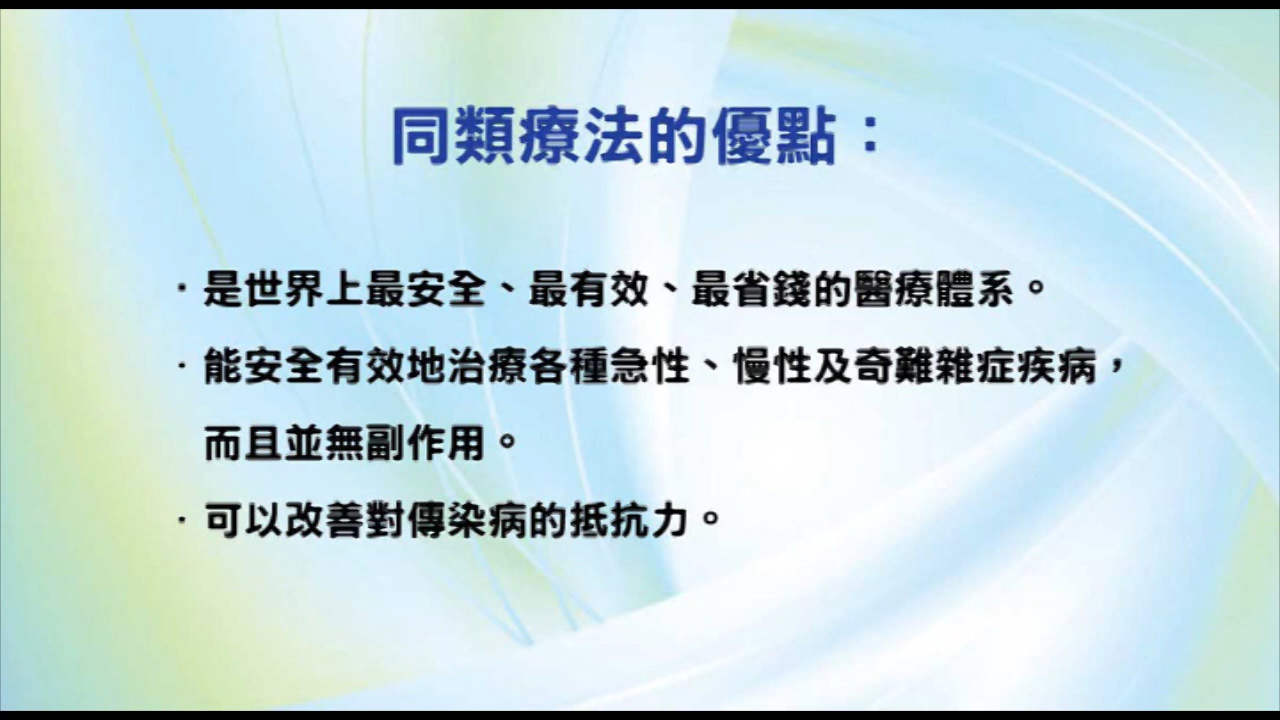 同類療法的優點：
·是世界上最安全、最有效、最省錢的醫療體系。
·能安全有效地治療各種急性、慢性及奇難雜症疾病，
而且並無副作用。
·可以改善對傳染病的抵抗力。